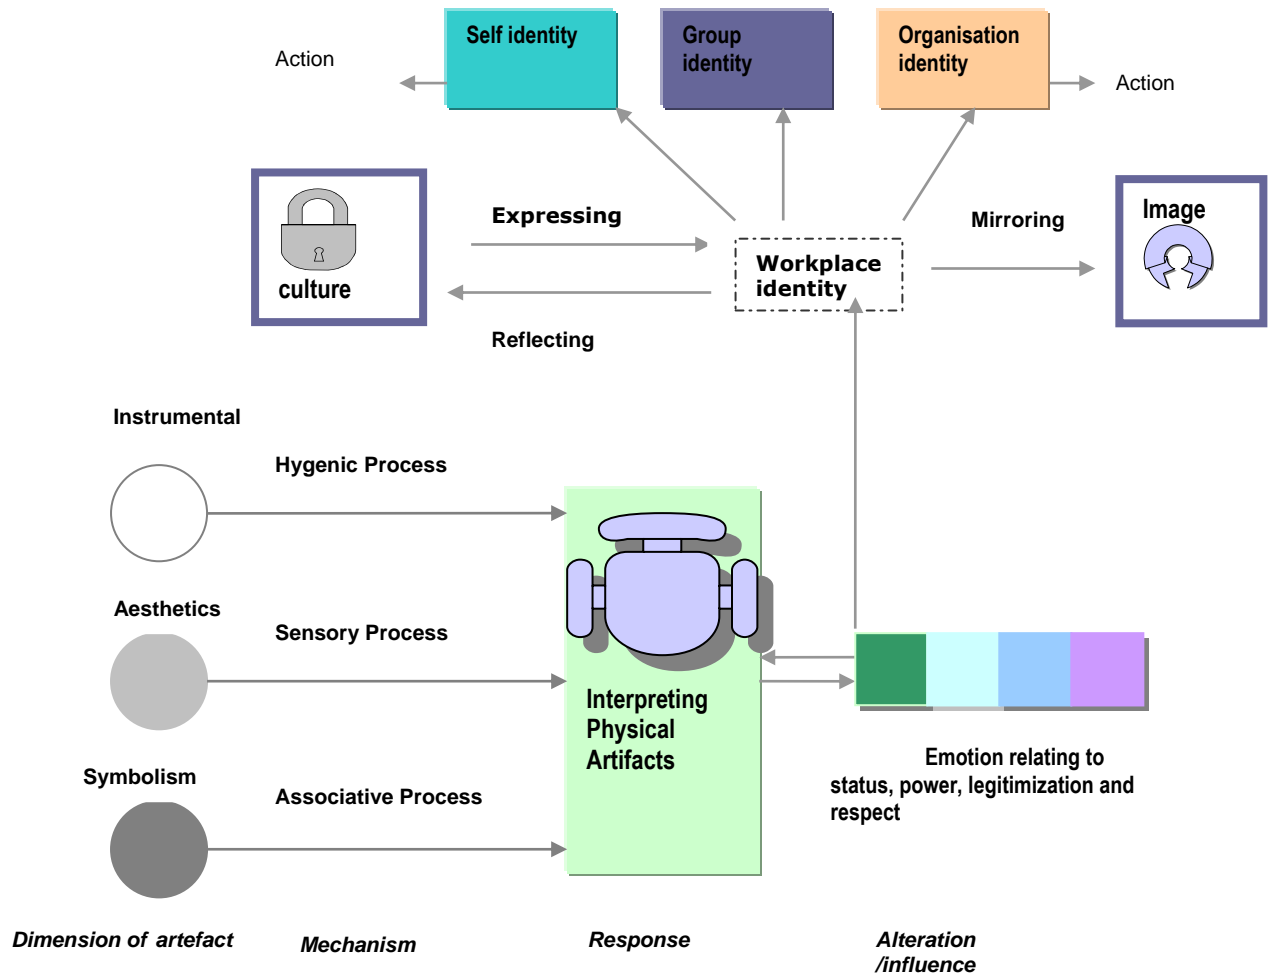 Self identity
Group
identity
Organisation
identity
Action
Action
culture
Expressing
Reflecting
Workplace
identity
Mirroring
Image
Instrumental
Hygenic Process
Aesthetics
Sensory Process
Symbolism
Associative Process
Interpreting
Physical
Artifacts
Emotion relating to
status, power, legitimization and
respect
Dimension of artefact
Mechanism
Response
Alteration
/influence